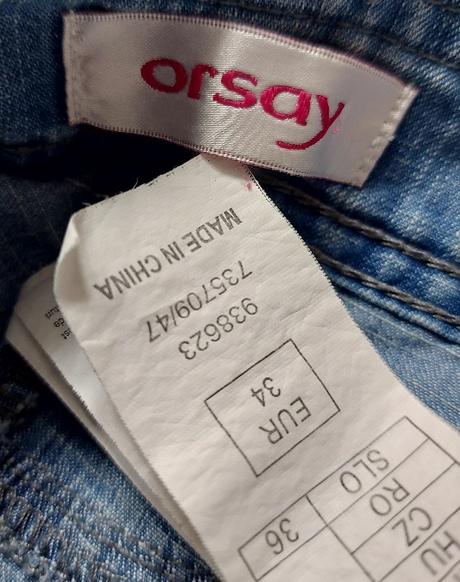 orsay
HU
CZ
RO
SLO 36
EUR
34
938623
735709/47
MADE IN CHINA